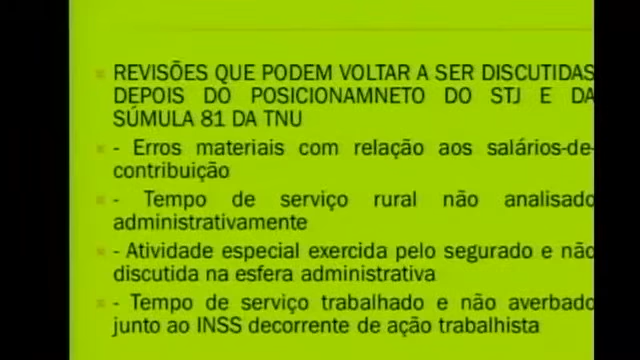 REVISÕES QUE PODEM VOLTAR A SER DISCUTIDAS
DEPOIS DO POSICIONAMNETO DO STJ E DA
SÚMULA 81 DA TNU
- Erros materiais com relação aos salários-de-
contribuição
- Tempo de serviço rural não analisado
administrativamente
- Atividade especial exercida pelo segurado e não
discutida na esfera administrativa
- Tempo de serviço trabalhado e não averbado
junto ao INSS decorrente de ação trabalhista